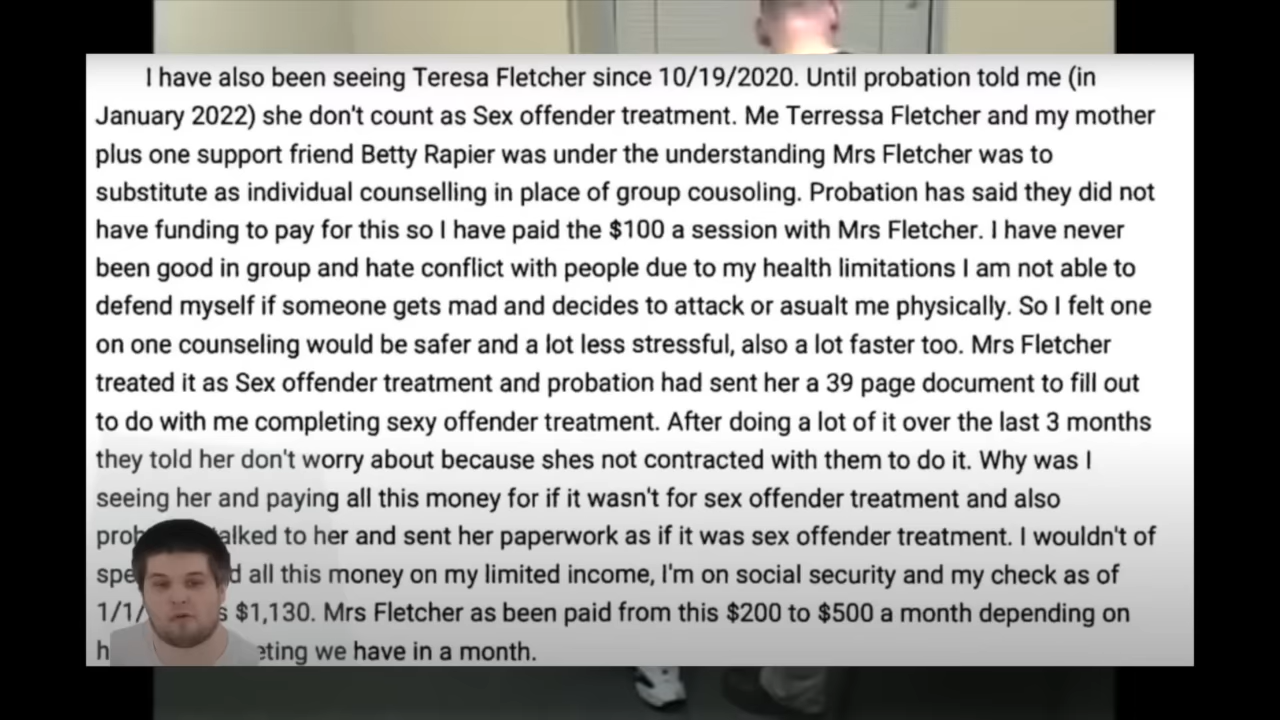 I have also been seeing Teresa Fletcher since 10/19/2020. Until probation told me (in
January 2022) she don't count as Sex offender treatment. Me Terressa Fletcher and my mother
plus one support friend Betty Rapier was under the understanding Mrs Fletcher was to
substitute as individual counselling in place of group cousoling. Probation has said they did not
have funding to pay for this so I have paid the $100 a session with Mrs Fletcher. I have never
been good in group and hate conflict with people due to my health limitations I am not able to
defend myself if someone gets mad and decides to attack or asualt me physically. So I felt one
on one counseling would be safer and a lot less stressful, also a lot faster too. Mrs Fletcher
treated it as Sex offender treatment and probation had sent her a 39 page document to fill out
to do with me completing sexy offender treatment. After doing a lot of it over the last 3 months
they told her don't worry about because shes not contracted with them to do it. Why was I
seeing her and paying all this money for if it wasn't for sex offender treatment and also
to her and sent her paperwork as if it was sex offender treatment. I wouldn't of
all this money on my limited income, I'm on social security and my check as of
1/1/ $1,130. Mrs Fletcher as been paid from this $200 to $500 a month depending on
we have in a month.